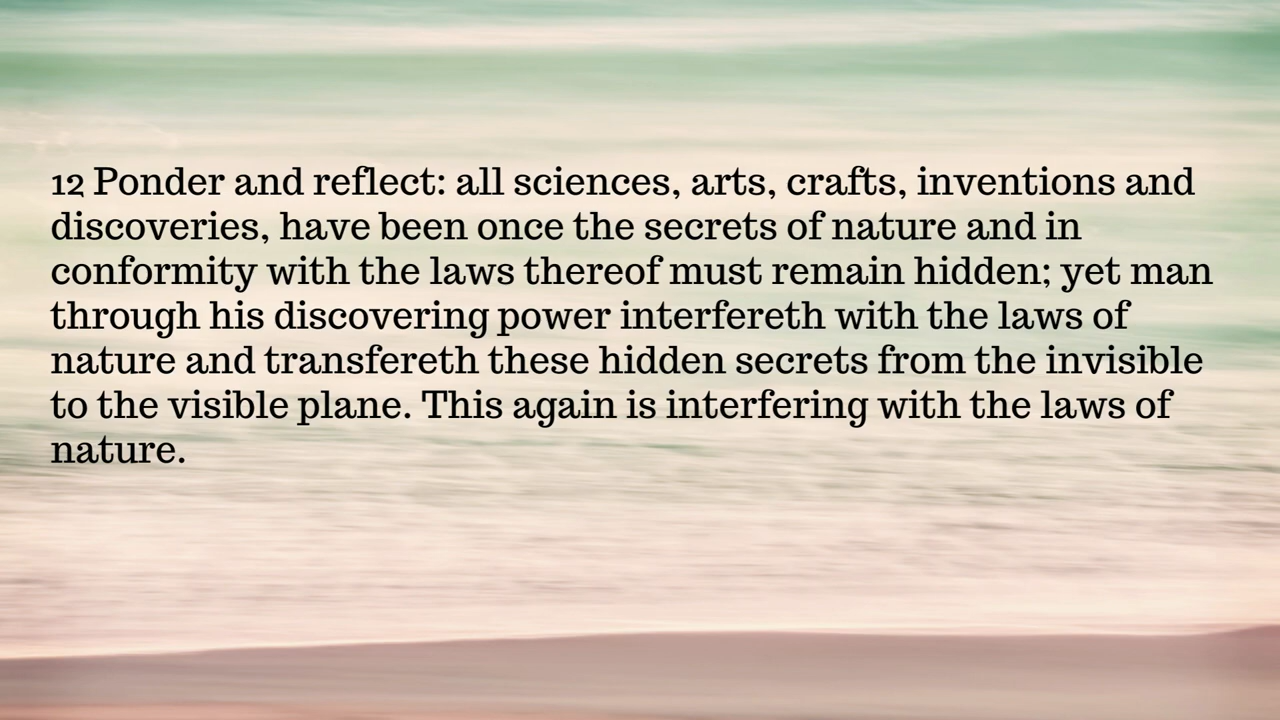 12 Ponder and reflect: all sciences, arts, crafts, inventions and
discoveries, have been once the secrets of nature and in
conformity with the laws thereof must remain hidden; yet man
through his discovering power interfereth with the laws of
nature and transfereth these hidden secrets from the invisible
to the visible plane. This again is interfering with the laws of
nature.